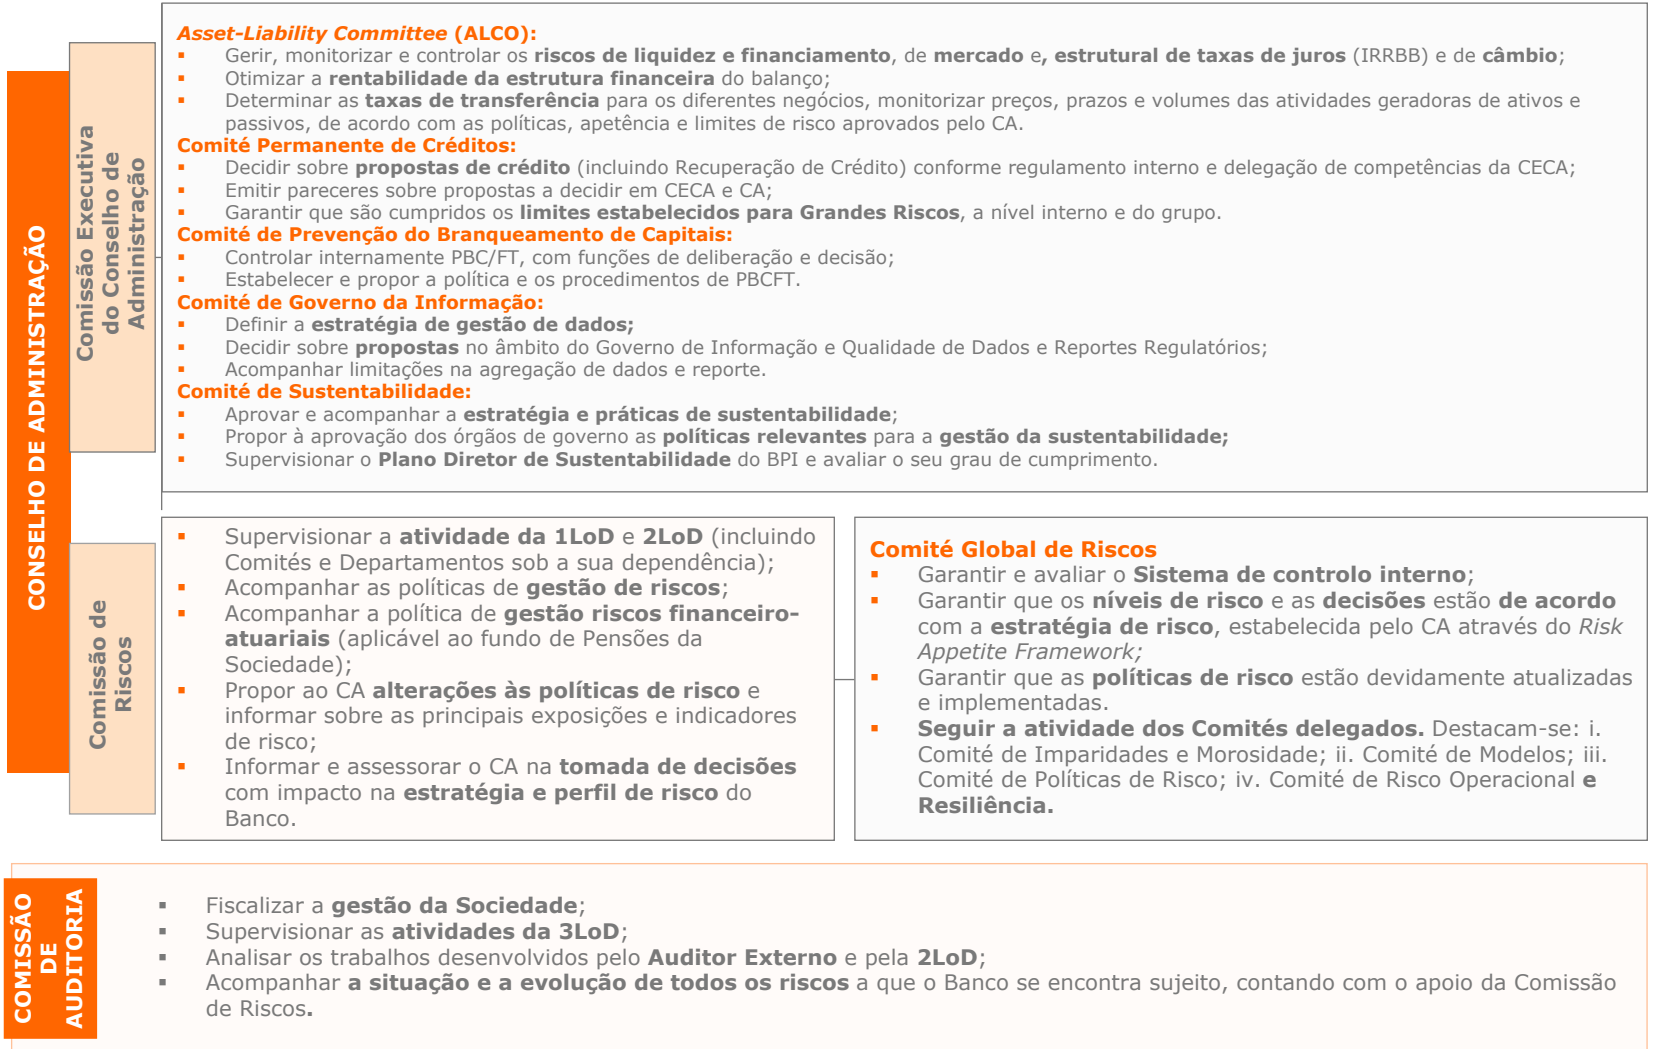 CONSELHO DE ADMINISTRAÇÃO
Comissão Executiva
do Conselho de
Administração
Asset-Liability Committee (ALCO):
▪ Gerir, monitorizar e controlar os riscos de liquidez e financiamento, de mercado e, estrutural de taxas de juros (IRRBB) e de câmbio;
▪ Otimizar a rentabilidade da estrutura financeira do balanço;
▪ Determinar as taxas de transferência para os diferentes negócios, monitorizar preços, prazos e volumes das atividades geradoras de ativos e
passivos, de acordo com as políticas, apetência e limites de risco aprovados pelo CA.
Comité Permanente de Créditos:
▪ Decidir sobre propostas de crédito (incluindo Recuperação de Crédito) conforme regulamento interno e delegação de competências da CECA;
▪ Emitir pareceres sobre propostas a decidir em CECA e CA;
▪ Garantir que são cumpridos os limites estabelecidos para Grandes Riscos, a nível interno e do grupo.
Comité de Prevenção do Branqueamento de Capitais:
▪ Controlar internamente PBC/FT, com funções de deliberação e decisão;
▪ Estabelecer e propor a política e os procedimentos de PBCFT.
Comité de Governo da Informação:
▪ Definir a estratégia de gestão de dados;
▪ Decidir sobre propostas no âmbito do Governo de Informação e Qualidade de Dados e Reportes Regulatórios;
▪ Acompanhar limitações na agregação de dados e reporte.
Comité de Sustentabilidade:
▪ Aprovar e acompanhar a estratégia e práticas de sustentabilidade;
▪ Propor à aprovação dos órgãos de governo as políticas relevantes para a gestão da sustentabilidade;
▪ Supervisionar o Plano Diretor de Sustentabilidade do BPI e avaliar o seu grau de cumprimento.
Comissão de
Riscos
▪ Supervisionar a atividade da 1LoD e 2LoD (incluindo
Comités e Departamentos sob a sua dependência);
▪ Acompanhar as políticas de gestão de riscos;
▪ Acompanhar a política de gestão riscos financeiro-
atuariais (aplicável ao fundo de Pensões da
Sociedade);
▪ Propor ao CA alterações às políticas de risco e
informar sobre as principais exposições e indicadores
de risco;
▪ Informar e assessorar o CA na tomada de decisões
com impacto na estratégia e perfil de risco do
Banco.
Comité Global de Riscos
▪ Garantir e avaliar o Sistema de controlo interno;
▪ Garantir que os níveis de risco e as decisões estão de acordo
com a estratégia de risco, estabelecida pelo CA através do Risk
Appetite Framework;
▪ Garantir que as políticas de risco estão devidamente atualizadas
e implementadas.
▪ Seguir a atividade dos Comités delegados. Destacam-se: i.
Comité de Imparidades e Morosidade; ii. Comité de Modelos; iii.
Comité de Políticas de Risco; iv. Comité de Risco Operacional e
Resiliência.
COMISSÃO
DE
AUDITORIA
▪ Fiscalizar a gestão da Sociedade;
▪ Supervisionar as atividades da 3LoD;
▪ Analisar os trabalhos desenvolvidos pelo Auditor Externo e pela 2LoD;
▪ Acompanhar a situação e a evolução de todos os riscos a que o Banco se encontra sujeito, contando com o apoio da Comissão
de Riscos.